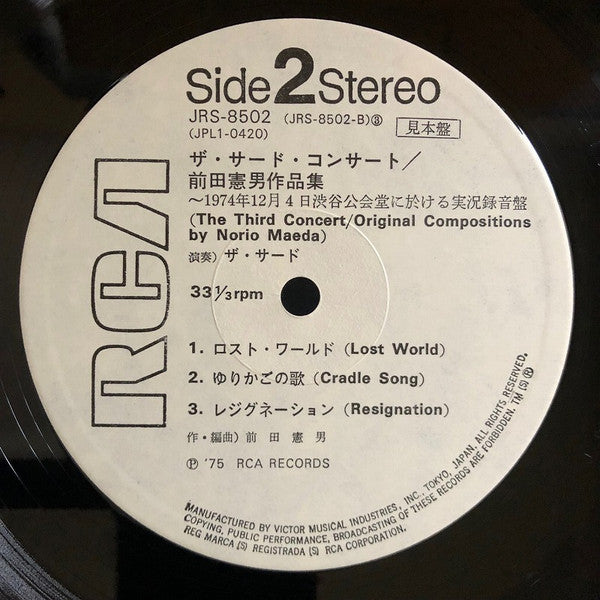 Side 2 Stereo
JRS-8502 (JRS-8502-B)③
(JPL1-0420)
見本盤
RCA
ザ・サード・コンサート／
前田憲男作品集
〜1974年12月4日渋谷公会堂に於ける実況録音盤
(The Third Concert/Original Compositions
by Norio Maeda)
演奏) ザ・サード
33 1/3 rpm
1. ロスト・ワールド (Lost World)
2. ゆりかごの歌 (Cradle Song)
3. レジグネーション (Resignation)
作・編曲) 前田憲男
Ⓟ '75 RCA RECORDS
MANUFACTURED BY VICTOR MUSICAL INDUSTRIES, INC., TOKYO, JAPAN, ALL RIGHTS RESERVED.
COPYING, PUBLIC PERFORMANCE, BROADCASTING OF THESE RECORDS ARE FORBIDDEN. TM (S) ®
REG MARCA (S) REGISTRADA (S) RCA CORPORATION.